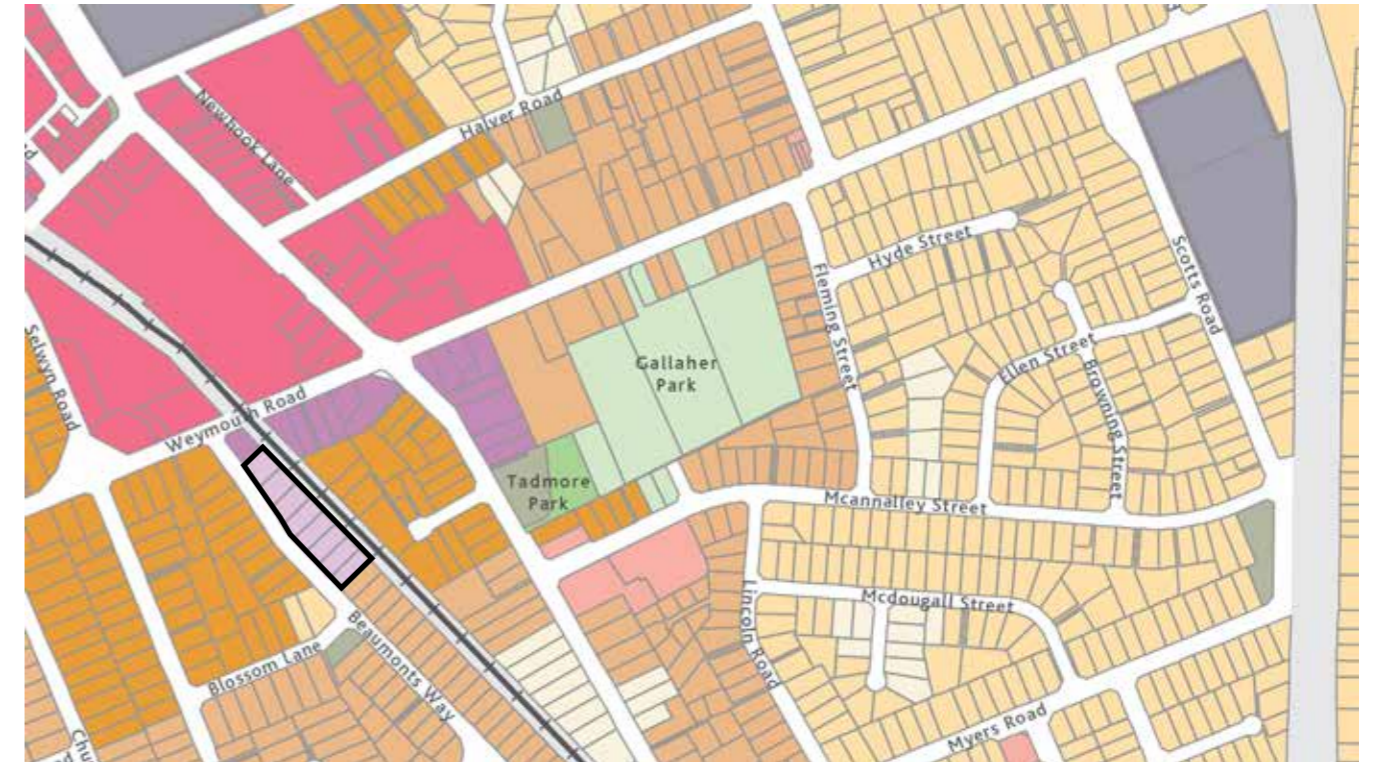 Newhook Lane
Halver Road
Hyde Street
Scotts Road
Fleming Street
Selwyn Road
Gallaher
Park
Ellen Street
Browning Street
Weymouth Road
Tadmore
Park
Mcannalley Street
Mcdougall Street
Lincoln Road
Beaumonts Way
Blossom Lane
Myers Road